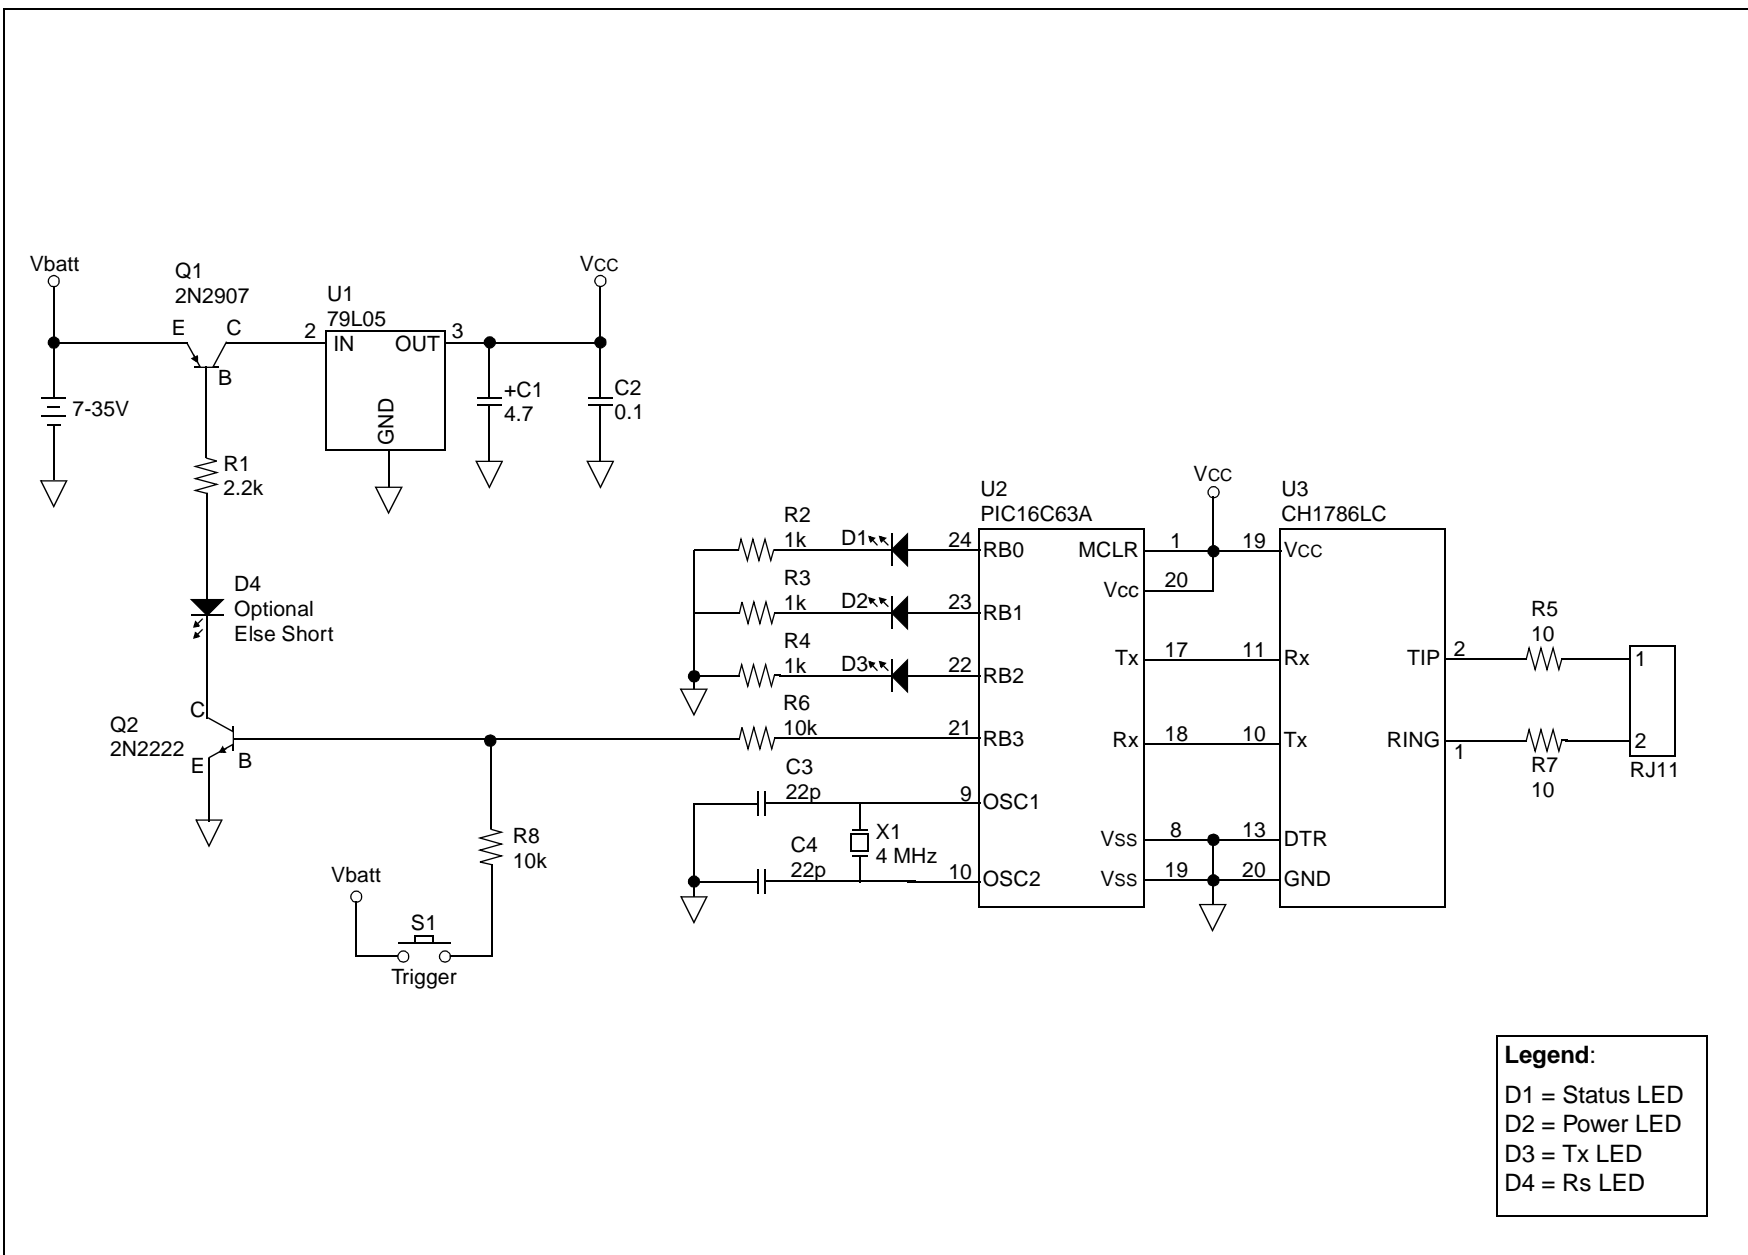 Vbatt
Q1
2N2907
E
C
B
7-35V
R1
2.2k
D4
Optional
Else Short
Q2
2N2222
C
E
B
U1
79L05
2
IN
OUT
3
GND
VCC
+C1
4.7
C2
0.1
Vbatt
S1
Trigger
R8
10k
R2
1k
D1
R3
1k
D2
R4
1k
D3
R6
10k
C3
22p
C4
22p
X1
4 MHz
U2
PIC16C63A
24
RB0
23
RB1
22
RB2
21
RB3
9
OSC1
10
OSC2
MCLR
1
Vcc
20
Tx
17
Rx
18
VSS
8
VSS
19
VCC
U3
CH1786LC
19
VCC
11
Rx
10
Tx
13
DTR
20
GND
TIP
2
RING
1
R5
10
R7
10
1
2
RJ11
Legend:
D1 = Status LED
D2 = Power LED
D3 = Tx LED
D4 = Rs LED